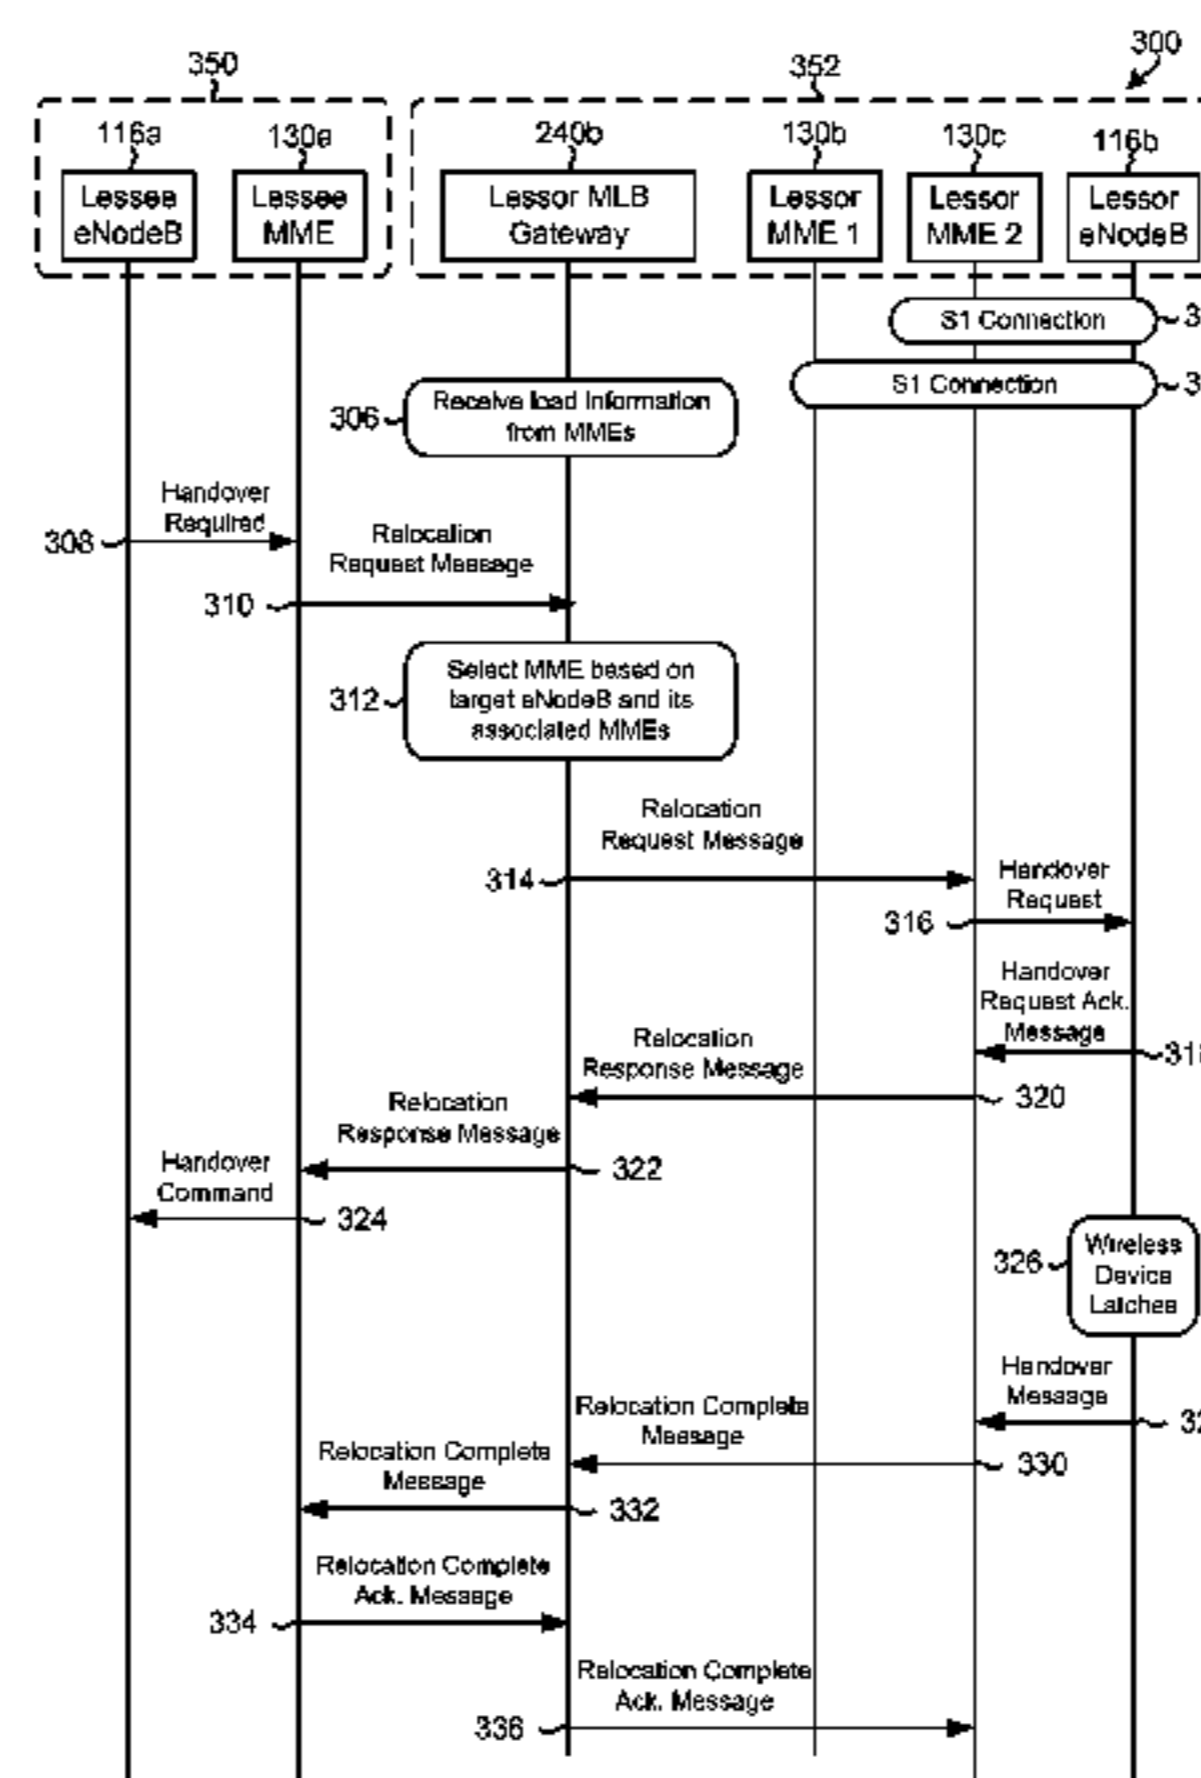 300
350
352
116a
130a
240b
130b
130c
116b
Lessee
eNodeB
Lessee
MME
Lessor MLB
Gateway
Lessor
MME 1
Lessor
MME 2
Lessor
eNodeB
S1 Connection
S1 Connection
306
Receive load Information
from MMEs
Handover
Required
308
Relocation
Request Message
310
312
Select MME based on
target eNodeB and its
associated MMEs
Relocation
Request Message
314
Handover
Request
316
Handover
Request Ack.
Message
Relocation
Response Message
320
Relocation
Response Message
322
Handover
Command
324
326
Wireless
Device
Latches
Handover
Message
Relocation Complete
Message
330
Relocation Complete
Message
332
Relocation Complete
Ack. Message
334
Relocation Complete
Ack. Message
336